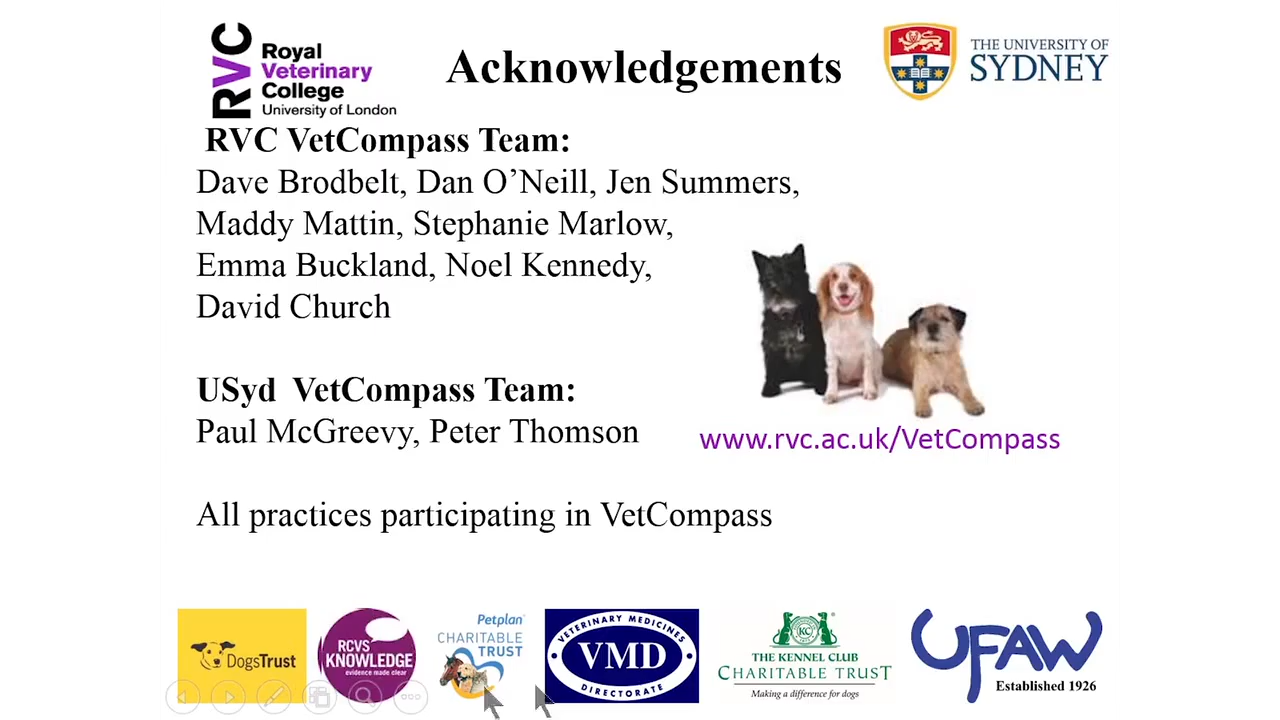 RVC
Royal
Veterinary
College
University of London
Acknowledgements
THE UNIVERSITY OF
SYDNEY
RVC VetCompass Team:
Dave Brodbelt, Dan O’Neill, Jen Summers,
Maddy Mattin, Stephanie Marlow,
Emma Buckland, Noel Kennedy,
David Church
USyd VetCompass Team:
Paul McGreevy, Peter Thomson
www.rvc.ac.uk/VetCompass
All practices participating in VetCompass
DogsTrust
RCVS
KNOWLEDGE
evidence made clear
Petplan
CHARITABLE
TRUST
VETERINARY MEDICINES
VMD
DIRECTORATE
KC
THE KENNEL CLUB
CHARITABLE TRUST
Making a difference for dogs
UFAW
Established 1926